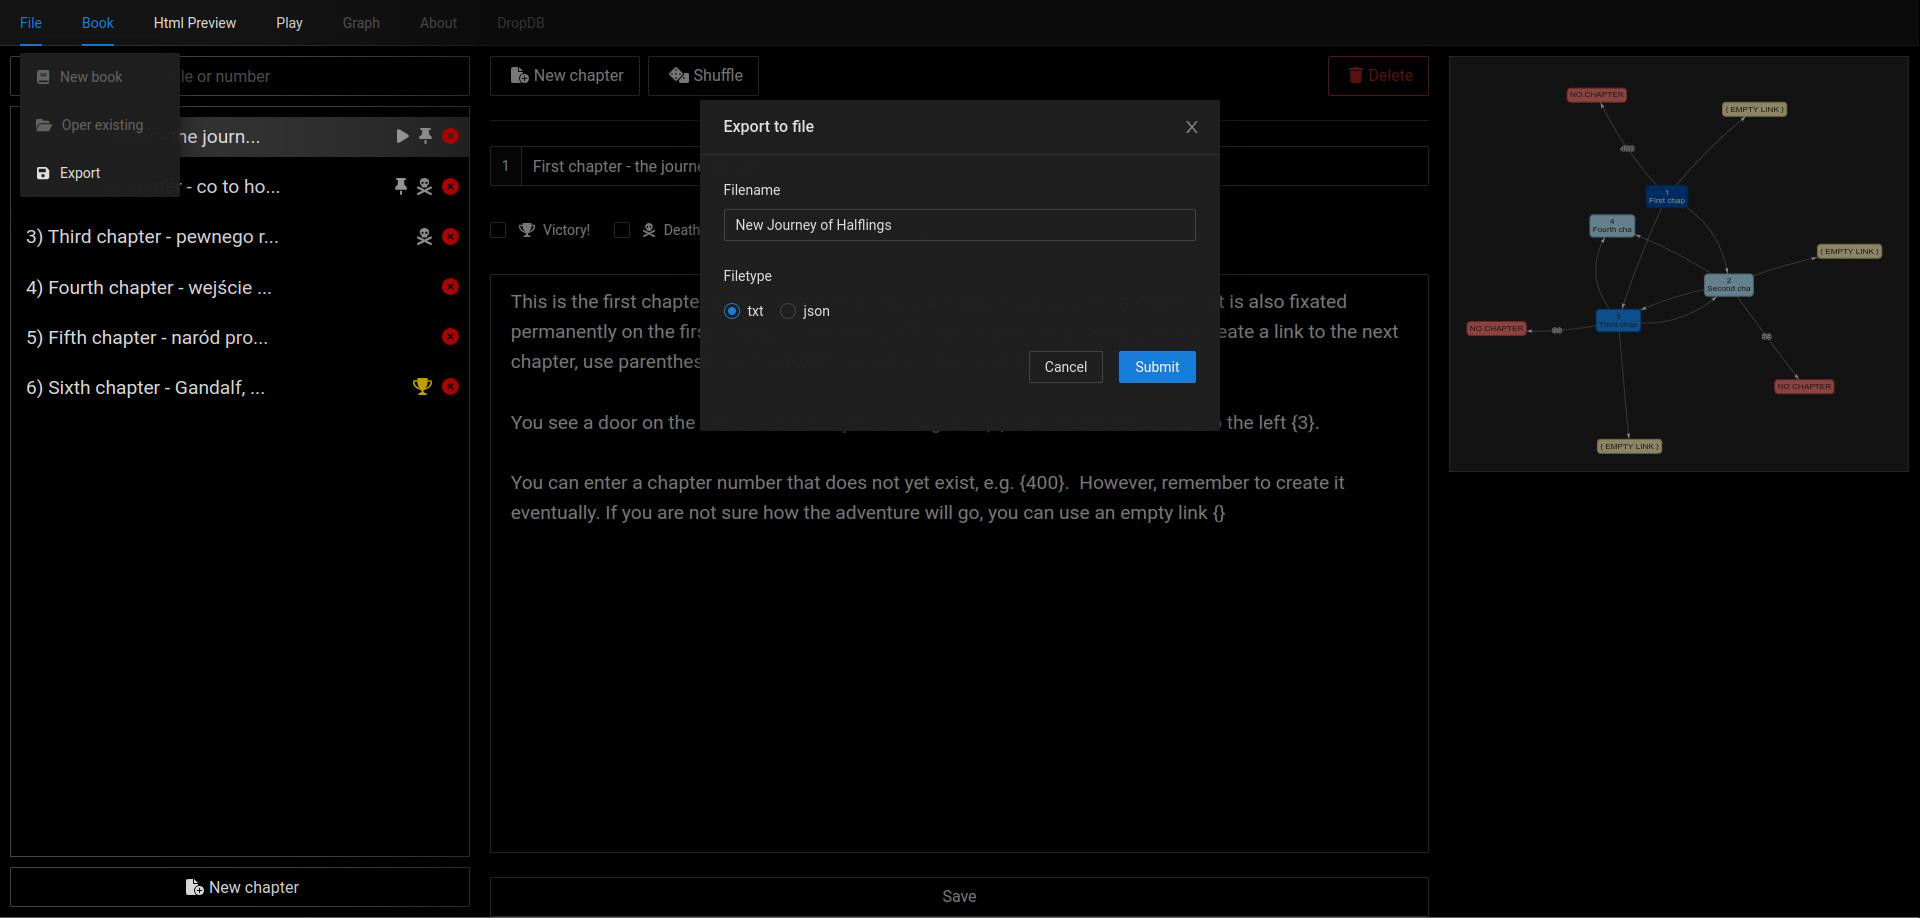 File Book Html Preview Play Graph About DropDB
New book
Oper existing
Export
le or number
he journ...
- co to ho...
3) Third chapter - pewnego r...
4) Fourth chapter - wejście ...
5) Fifth chapter - naród pro...
6) Sixth chapter - Gandalf, ...
New chapter
New chapter Shuffle Delete
1 First chapter - the journe
Victory! Death
This is the first chapte t is also fixated
permanently on the firs eate a link to the next
chapter, use parenthes
You see a door on the the left {3}.
You can enter a chapter number that does not yet exist, e.g. {400}. However, remember to create it
eventually. If you are not sure how the adventure will go, you can use an empty link {}
Save
Export to file
Filename
New Journey of Halflings
Filetype
txt json
Cancel Submit
NO CHAPTER
{ EMPTY LINK }
1
First chap
4
Fourth cha
{ EMPTY LINK }
2
Second cha
3
Third chap
NO CHAPTER
NO CHAPTER
{ EMPTY LINK }